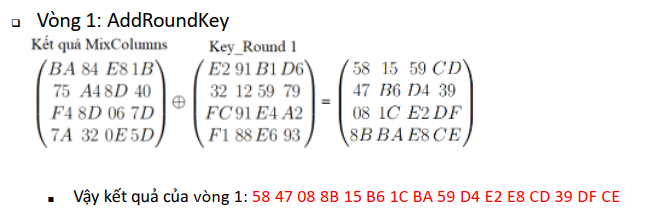 Vòng 1: AddRoundKey
Kết quả MixColumns Key_Round 1
BA 84 E8 1B E2 91 B1 D6 58 15 59 CD
75 A4 8D 40 32 12 59 79 47 B6 D4 39
⊕ =
F4 8D 06 7D FC 91 E4 A2 08 1C E2 DF
7A 32 0E 5D F1 88 E6 93 8B BA E8 CE
Vậy kết quả của vòng 1: 58 47 08 8B 15 B6 1C BA 59 D4 E2 E8 CD 39 DF CE